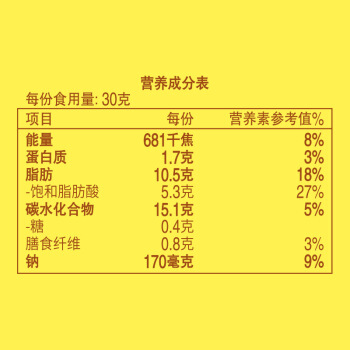 营养成分表
每份食用量: 30克
项目 每份 营养素参考值%
能量 681千焦 8%
蛋白质 1.7克 3%
脂肪 10.5克 18%
-饱和脂肪酸 5.3克 27%
碳水化合物 15.1克 5%
-糖 0.4克
膳食纤维 0.8克 3%
钠 170毫克 9%